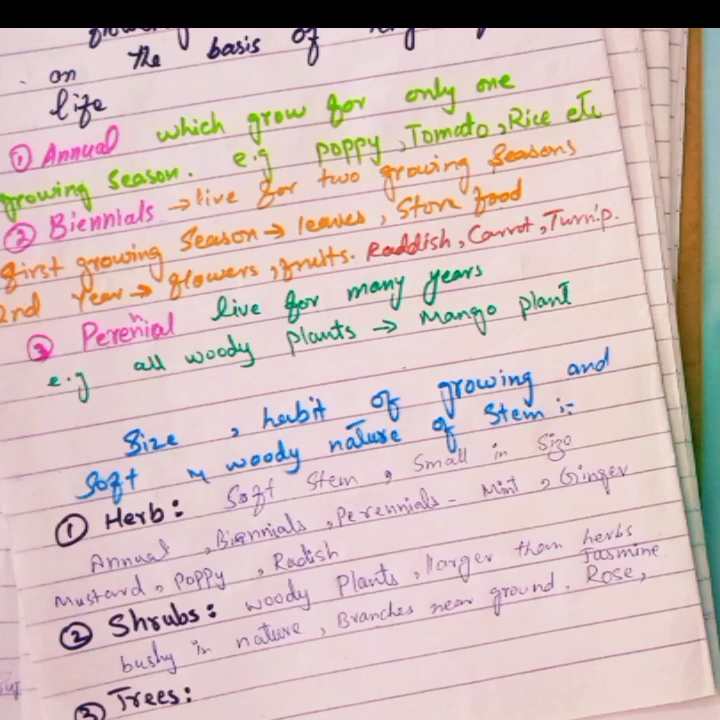 on the basis of
life
① Annual which grow for only one
growing season. e.g poppy, Tomato, Rice etc
② Biennials → live for two growing seasons
first growing season → leaves, store food
2nd Year → flowers, fruits. Raddish, Carrot, Turnip.
③ Perennial live for many years
e.g all woody plants → Mango plant
Size, herbit of growing and
soft woody nature of stem :-
① Herb: Soft stem, small in size
Annual, Biennials, Perennials - Mint, Ginger
Mustard, poppy, Radish
② Shrubs: woody Plants, larger than herbs
bushy in nature, Branches near ground. Rose, Jasmine
③ Trees: